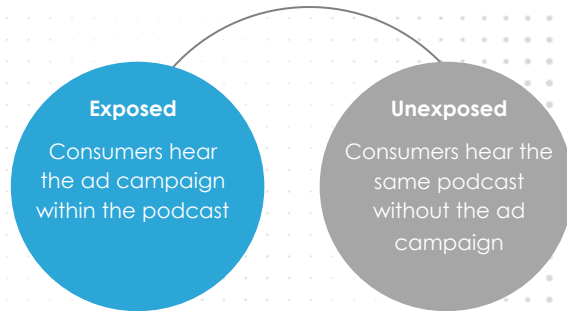 Exposed
Consumers hear
the ad campaign
within the podcast
Unexposed
Consumers hear the
same podcast
without the ad
campaign